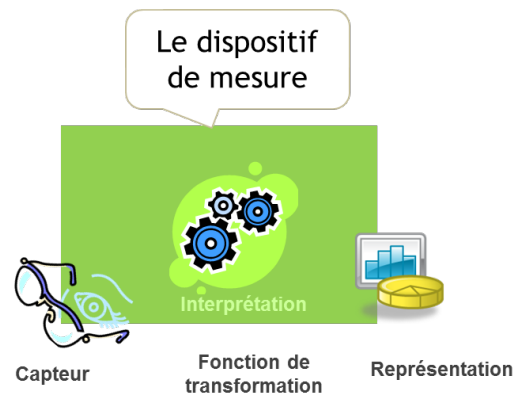 Le dispositif
de mesure
Interprétation
Capteur
Fonction de
transformation
Représentation